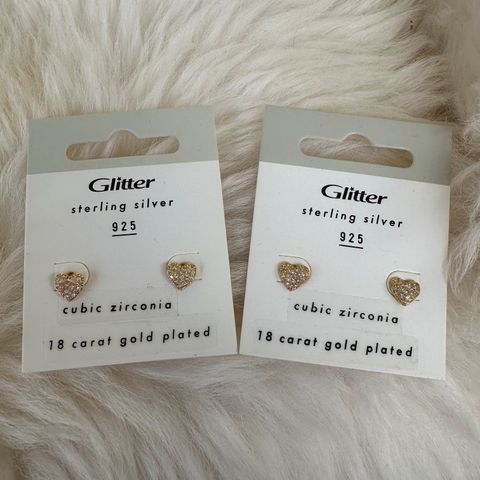 Glitter
sterling silver
925
cubic zirconia
18 carat gold plated
Glitter
sterling silver
925
cubic zirconia
18 carat gold plated